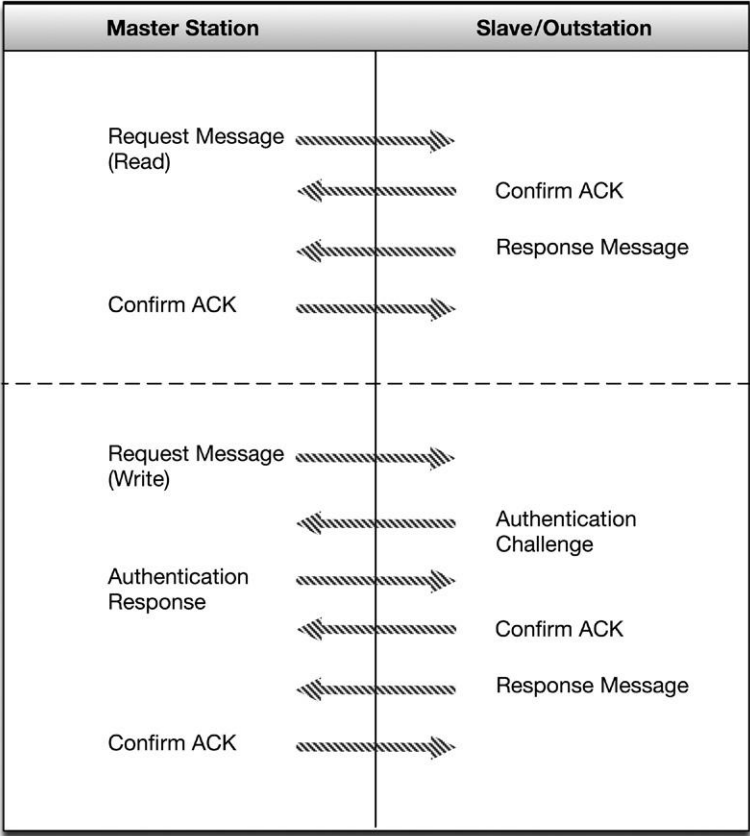 Master Station
Slave/Outstation
Request Message
(Read)
Confirm ACK
Response Message
Confirm ACK
Request Message
(Write)
Authentication
Challenge
Authentication
Response
Confirm ACK
Response Message
Confirm ACK